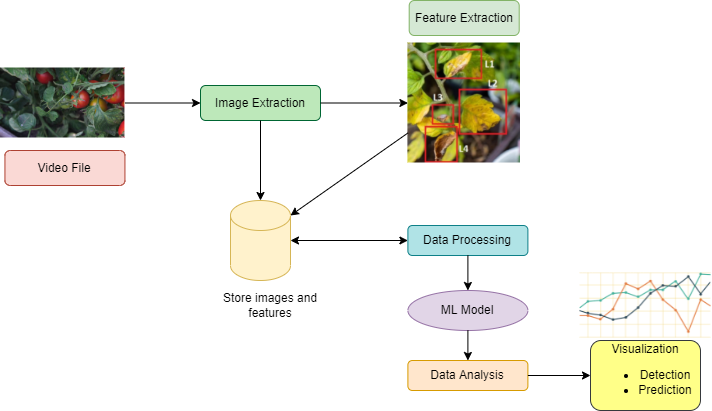 Feature Extraction
L1
L2
L3
L4
Image Extraction
Video File
Store images and
features
Data Processing
ML Model
Data Analysis
Visualization
• Detection
• Prediction